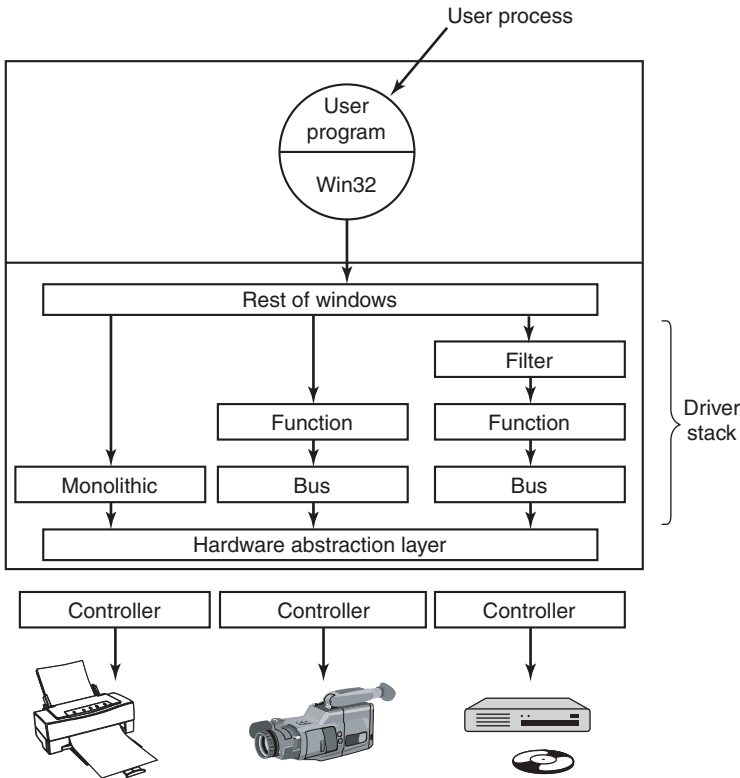 User process
User
program
Win32
Rest of windows
Filter
Function
Function
Driver
stack
Monolithic
Bus
Bus
Hardware abstraction layer
Controller
Controller
Controller